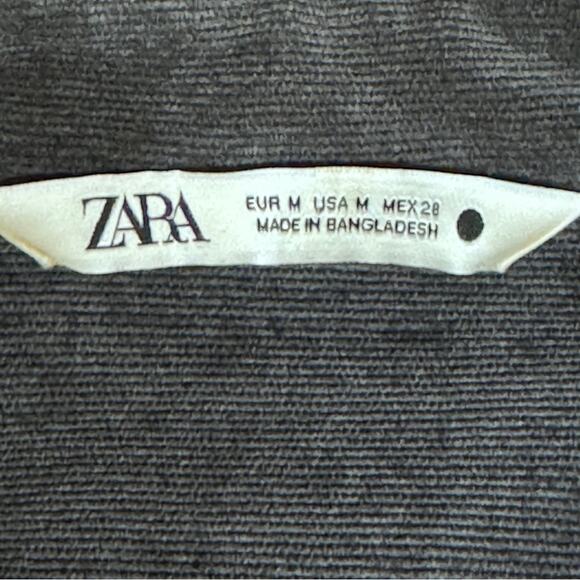 ZARA
EUR M USA M MEX 28
MADE IN BANGLADESH